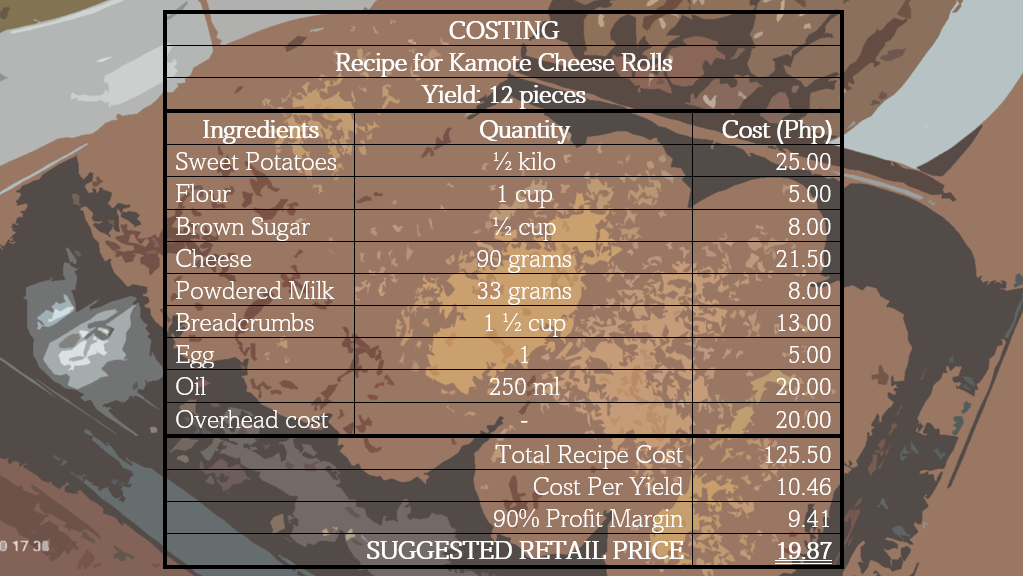 COSTING
Recipe for Kamote Cheese Rolls
Yield: 12 pieces
Ingredients Quantity Cost (Php)
Sweet Potatoes ½ kilo 25.00
Flour 1 cup 5.00
Brown Sugar ½ cup 8.00
Cheese 90 grams 21.50
Powdered Milk 33 grams 8.00
Breadcrumbs 1 ½ cup 13.00
Egg 1 5.00
Oil 250 ml 20.00
Overhead cost - 20.00
Total Recipe Cost 125.50
Cost Per Yield 10.46
90% Profit Margin 9.41
SUGGESTED RETAIL PRICE 19.87